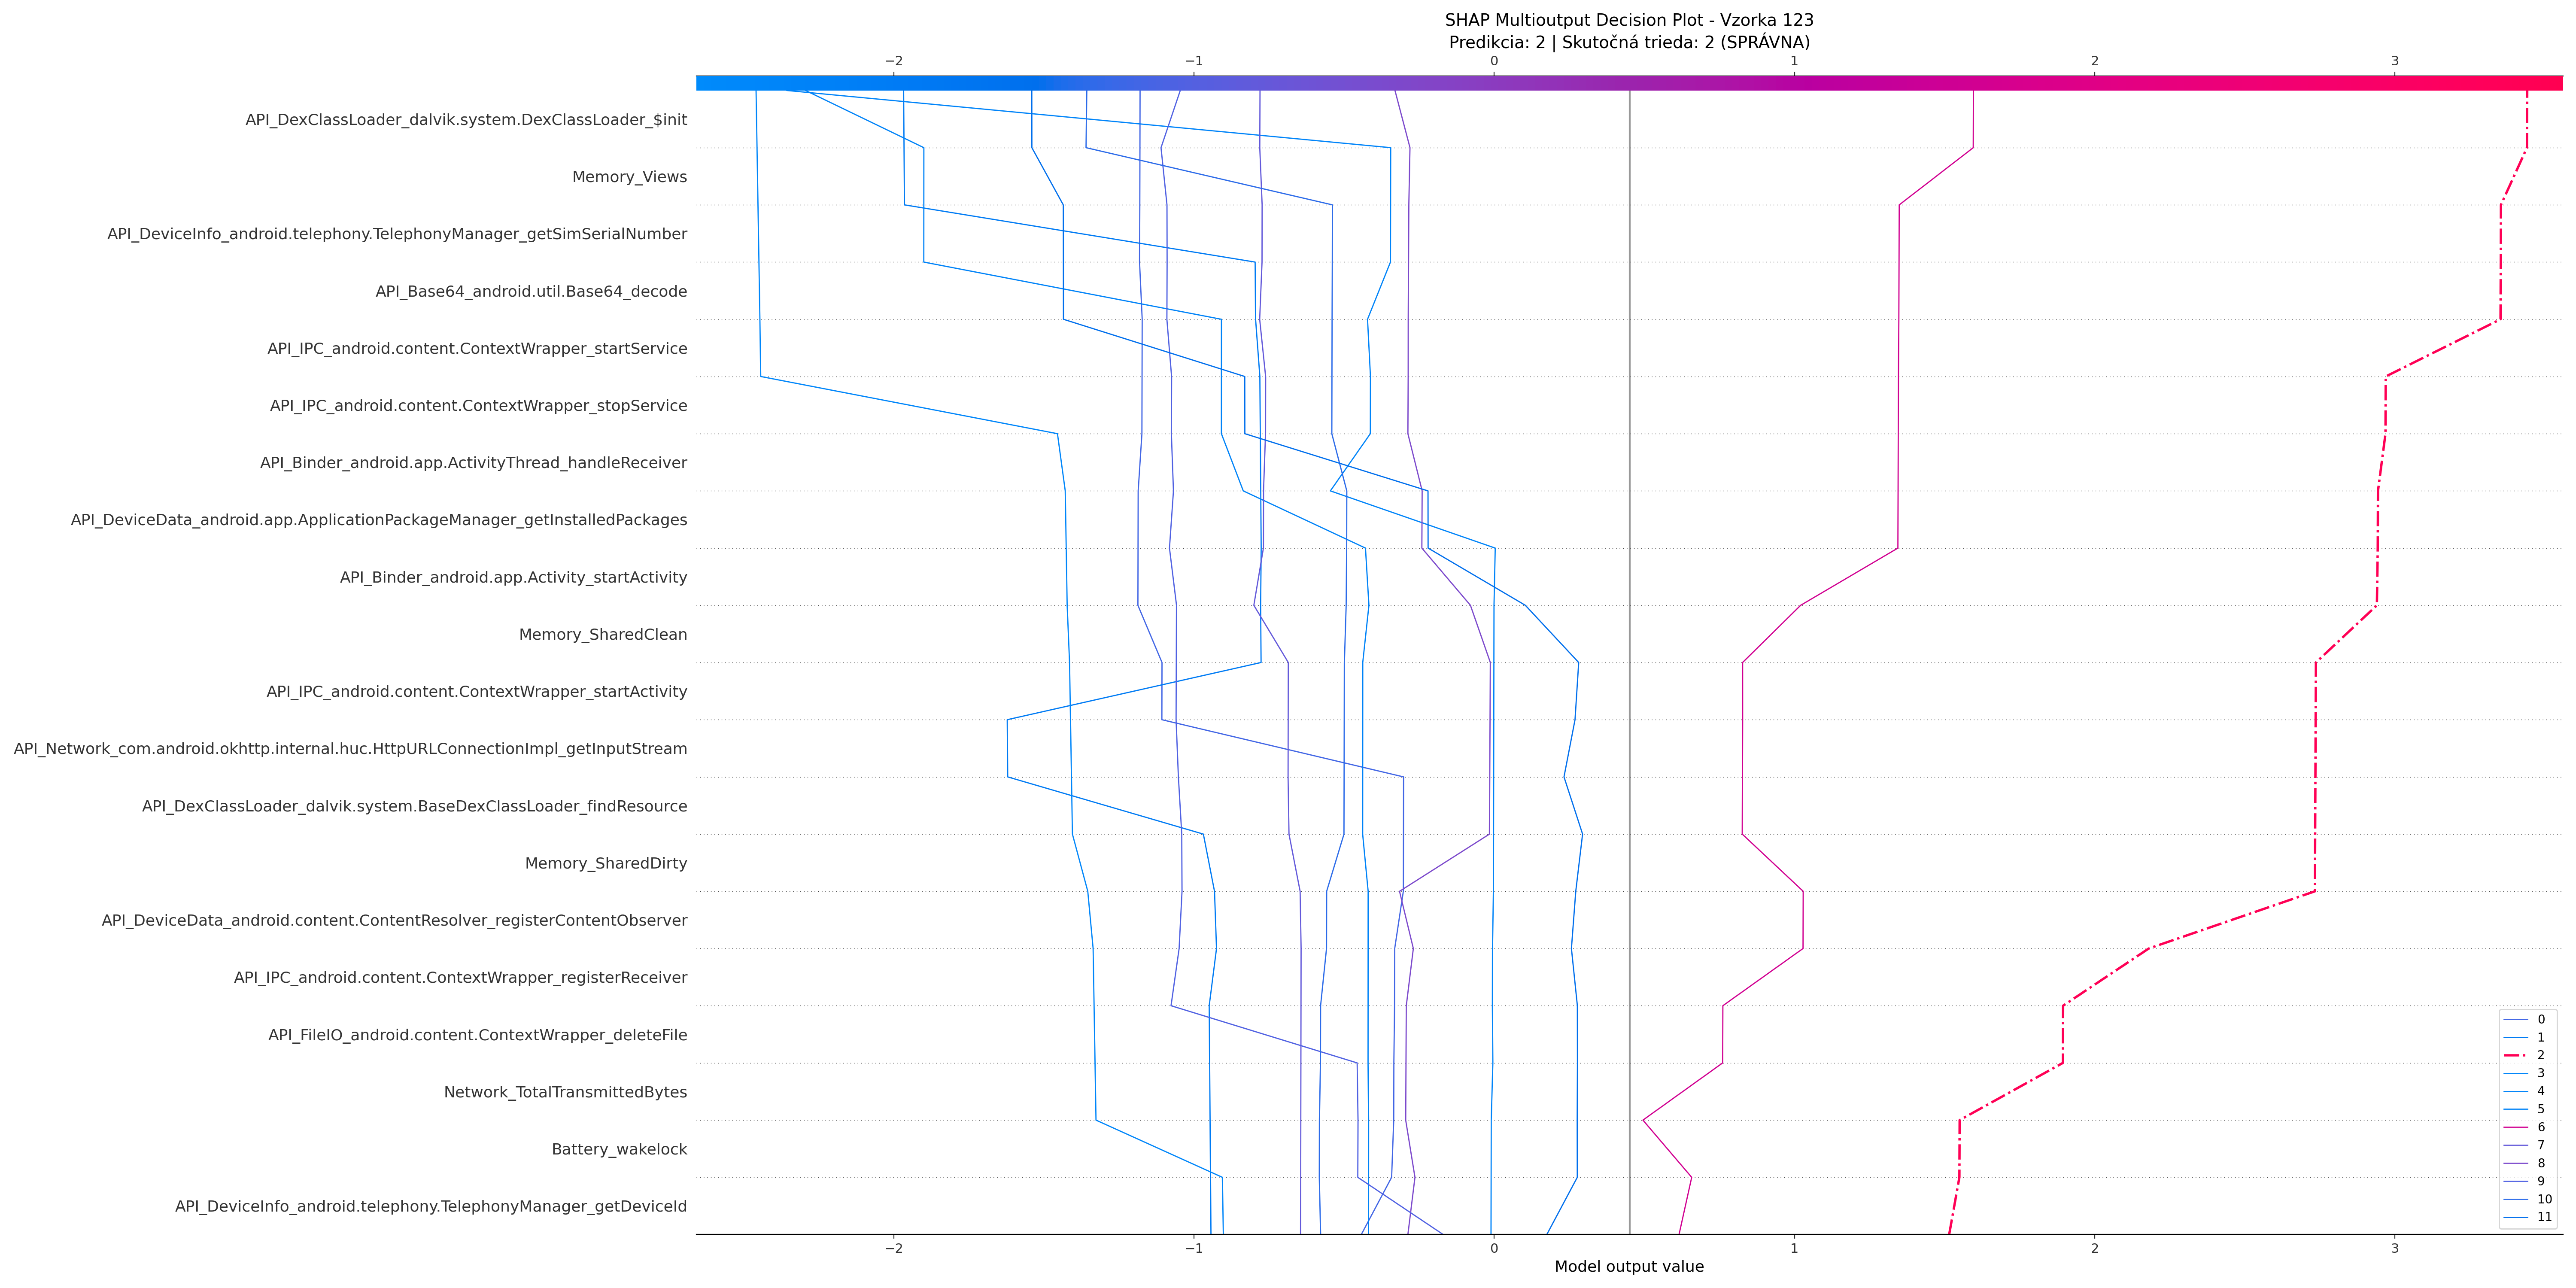 SHAP Multioutput Decision Plot - Vzorka 123
Predikcia: 2 | Skutočná trieda: 2 (SPRÁVNA)
−2 −1 0 1 2 3
API_DexClassLoader_dalvik.system.DexClassLoader_$init
Memory_Views
API_DeviceInfo_android.telephony.TelephonyManager_getSimSerialNumber
API_Base64_android.util.Base64_decode
API_IPC_android.content.ContextWrapper_startService
API_IPC_android.content.ContextWrapper_stopService
API_Binder_android.app.ActivityThread_handleReceiver
API_DeviceData_android.app.ApplicationPackageManager_getInstalledPackages
API_Binder_android.app.Activity_startActivity
Memory_SharedClean
API_IPC_android.content.ContextWrapper_startActivity
API_Network_com.android.okhttp.internal.huc.HttpURLConnectionImpl_getInputStream
API_DexClassLoader_dalvik.system.BaseDexClassLoader_findResource
Memory_SharedDirty
API_DeviceData_android.content.ContentResolver_registerContentObserver
API_IPC_android.content.ContextWrapper_registerReceiver
API_FileIO_android.content.ContextWrapper_deleteFile
Network_TotalTransmittedBytes
Battery_wakelock
API_DeviceInfo_android.telephony.TelephonyManager_getDeviceId
0
1
2
3
4
5
6
7
8
9
10
11
−2 −1 0 1 2 3
Model output value